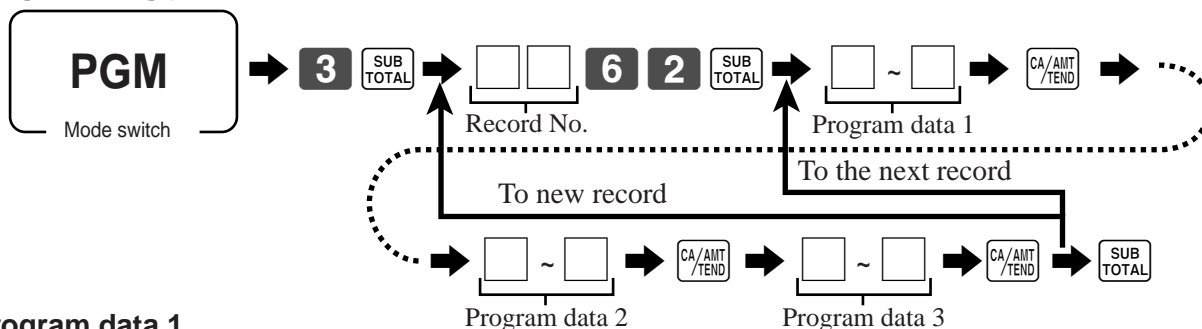 PGM
Mode switch
3
SUB
TOTAL
Record No.
6 2
SUB
TOTAL
~
Program data 1
CA/AMT
/TEND
To the next record
To new record
~
Program data 2
CA/AMT
/TEND
~
Program data 3
CA/AMT
/TEND
SUB
TOTAL
ogram data 1